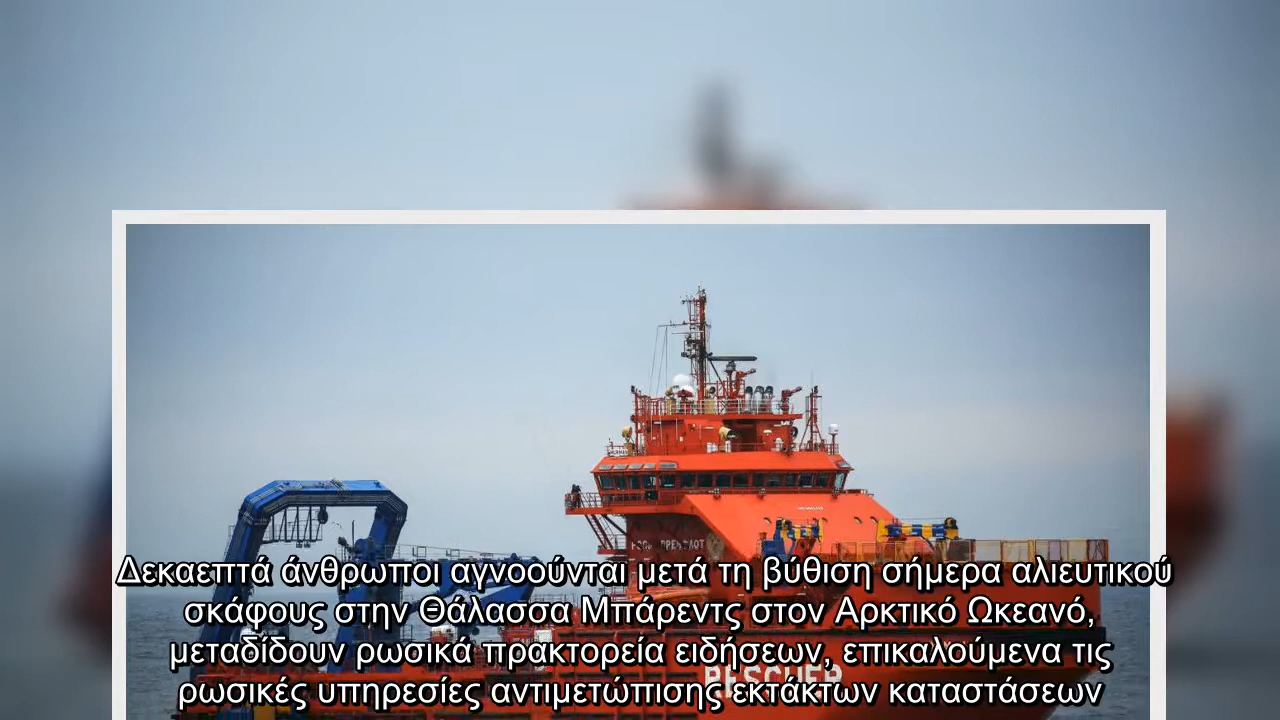 Δεκαεπτά άνθρωποι αγνοούνται μετά τη βύθιση σήμερα αλιευτικού
σκάφους στην Θάλασσα Μπάρεντς στον Αρκτικό Ωκεανό,
μεταδίδουν ρωσικά πρακτορεία ειδήσεων, επικαλούμενα τις
RESCUER
ρωσικές υπηρεσίες αντιμετώπισης εκτάκτων καταστάσεων